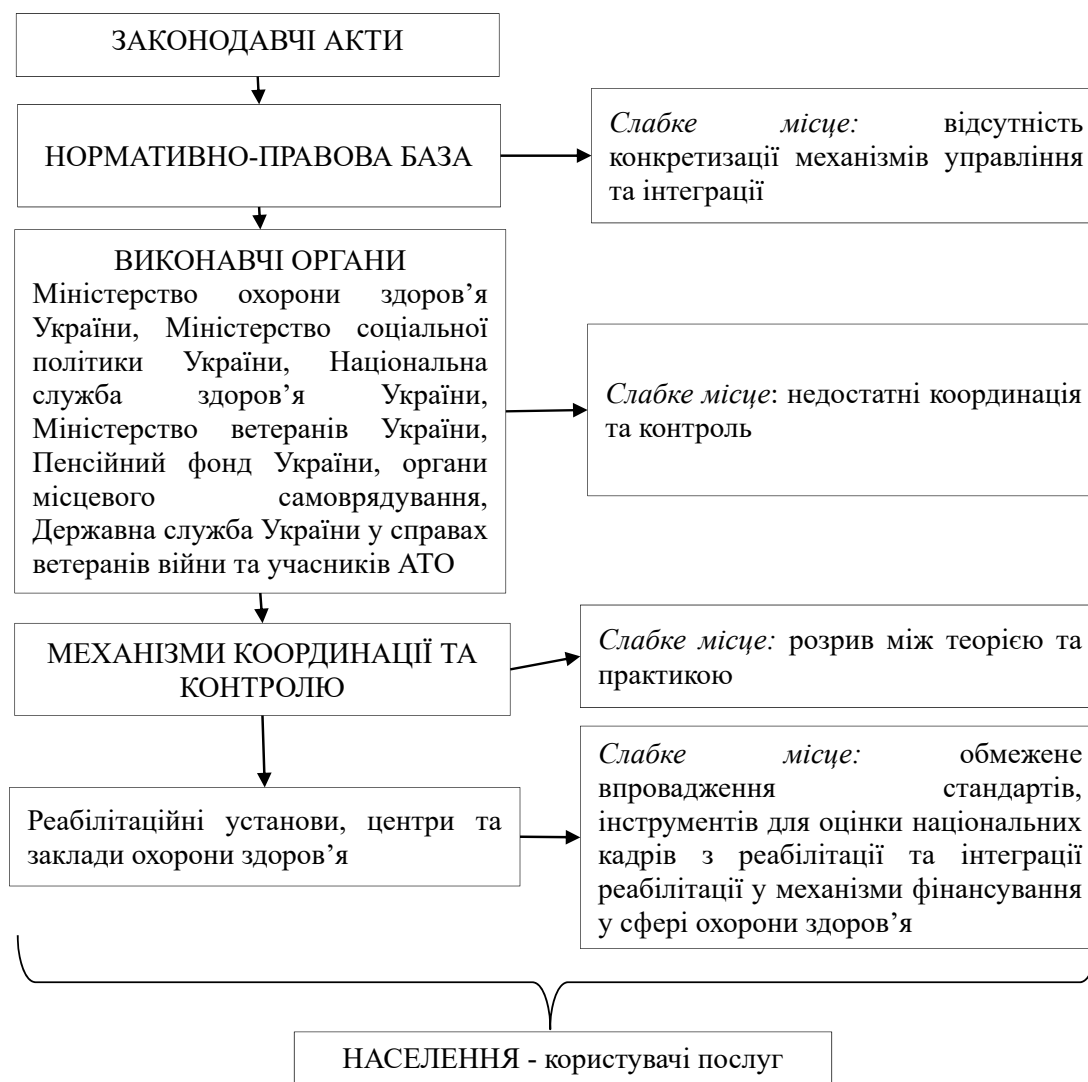 ЗАКОНОДАВЧІ АКТИ
НОРМАТИВНО-ПРАВОВА БАЗА
Слабке місце: відсутність
конкретизації механізмів управління
та інтеграції
ВИКОНАВЧІ ОРГАНИ
Міністерство охорони здоров’я
України, Міністерство соціальної
політики України, Національна
служба здоров’я України,
Міністерство ветеранів України,
Пенсійний фонд України, органи
місцевого самоврядування,
Державна служба України у справах
ветеранів війни та учасників АТО
Слабке місце: недостатні координація
та контроль
МЕХАНІЗМИ КООРДИНАЦІЇ ТА
КОНТРОЛЮ
Слабке місце: розрив між теорією та
практикою
Реабілітаційні установи, центри та
заклади охорони здоров’я
Слабке місце: обмежене
впровадження стандартів,
інструментів для оцінки національних
кадрів з реабілітації та інтеграції
реабілітації у механізми фінансування
у сфері охорони здоров’я
НАСЕЛЕННЯ - користувачі послуг